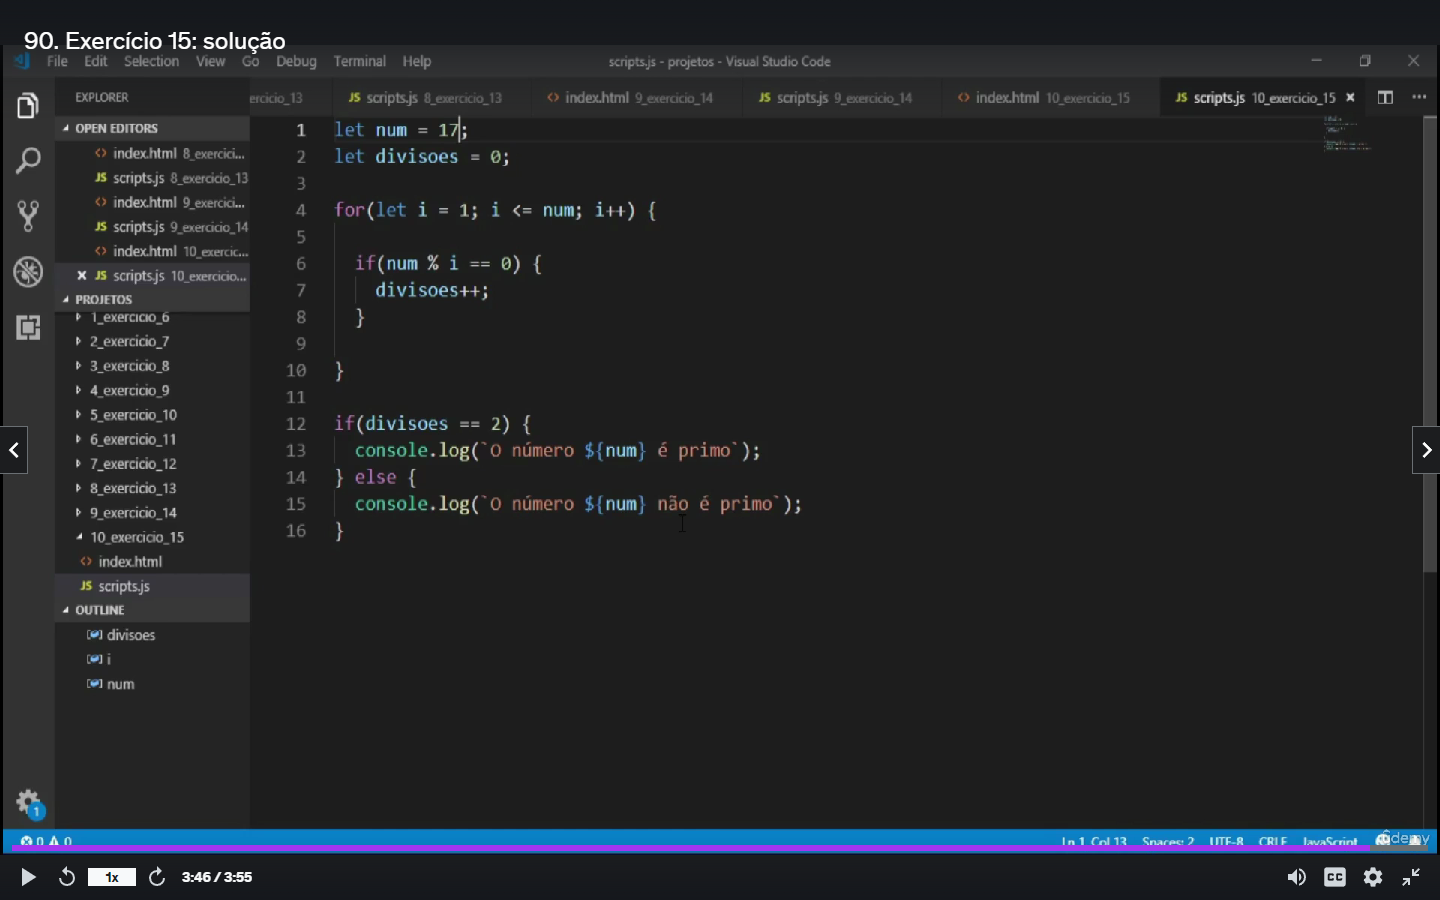 90. Exercício 15: solução
File Edit Selection View Go Debug Terminal Help
scripts.js - projetos - Visual Studio Code
EXPLORER
ercicio_13
JS scripts.js 8_exercicio_13
<> index.html 9_exercicio_14
JS scripts.js 9_exercicio_14
<> index.html 10_exercicio_15
JS scripts.js 10_exercicio_15
OPEN EDITORS
<> index.html 8_exercici...
JS scripts.js 8_exercicio_13
<> index.html 9_exercici...
JS scripts.js 9_exercicio_14
<> index.html 10_exercic...
JS scripts.js 10_exercicio...
PROJETOS
1_exercicio_6
2_exercicio_7
3_exercicio_8
4_exercicio_9
5_exercicio_10
6_exercicio_11
7_exercicio_12
8_exercicio_13
9_exercicio_14
10_exercicio_15
<> index.html
JS scripts.js
OUTLINE
divisoes
i
num
1 let num = 17;
2 let divisoes = 0;
3
4 for(let i = 1; i <= num; i++) {
5
6 if(num % i == 0) {
7 divisoes++;
8 }
9
10 }
11
12 if(divisoes == 2) {
13 console.log(`O número ${num} é primo`);
14 } else {
15 console.log(`O número ${num} não é primo`);
16 }
1
0 0
Ln 1, Col 13 Spaces: 2 UTF-8 CRLF JavaScript
ûdemy
1x
3:46 / 3:55
CC